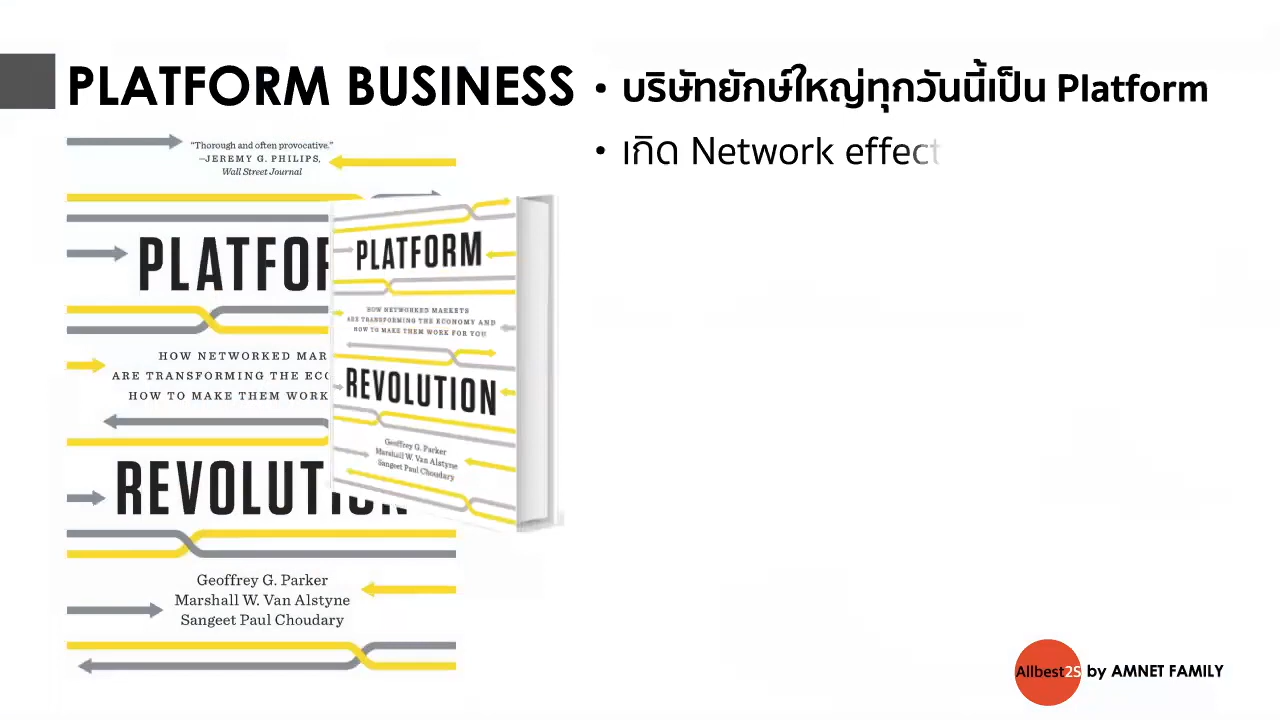 PLATFORM BUSINESS
• บริษัทยักษ์ใหญ่ทุกวันนี้เป็น Platform
• เกิด Network effect
“Thorough and often provocative.”
—JEREMY G. PHILIPS,
Wall Street Journal
PLATFOR
HOW NETWORKED MAR
ARE TRANSFORMING THE ECO
HOW TO MAKE THEM WORK
REVOLUTION
Geoffrey G. Parker
Marshall W. Van Alstyne
Sangeet Paul Choudary
PLATFORM
HOW NETWORKED MARKETS
ARE TRANSFORMING THE ECONOMY AND
HOW TO MAKE THEM WORK FOR YOU
REVOLUTION
Geoffrey G. Parker
Marshall W. Van Alstyne
Sangeet Paul Choudary
Allbest2S by AMNET FAMILY